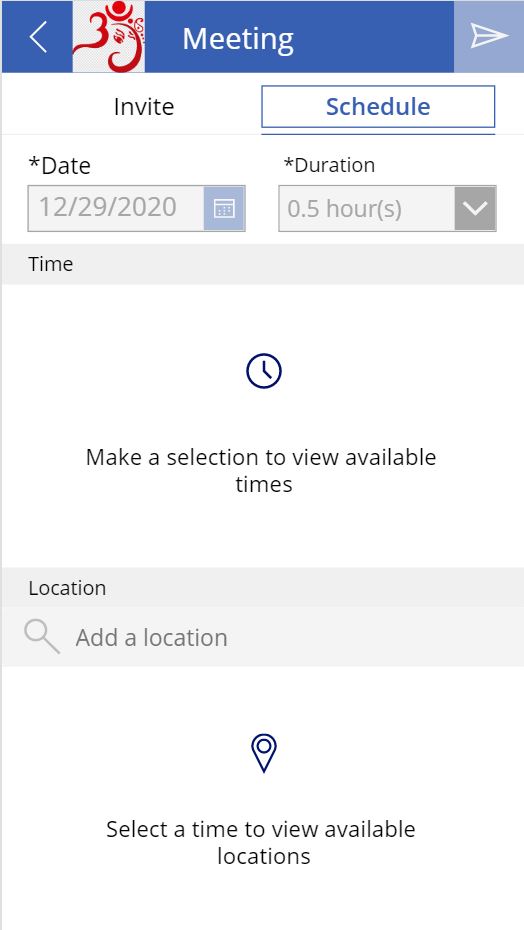 Meeting
Invite
Schedule
*Date
*Duration
12/29/2020
0.5 hour(s)
Time
Make a selection to view available
times
Location
Add a location
Select a time to view available
locations